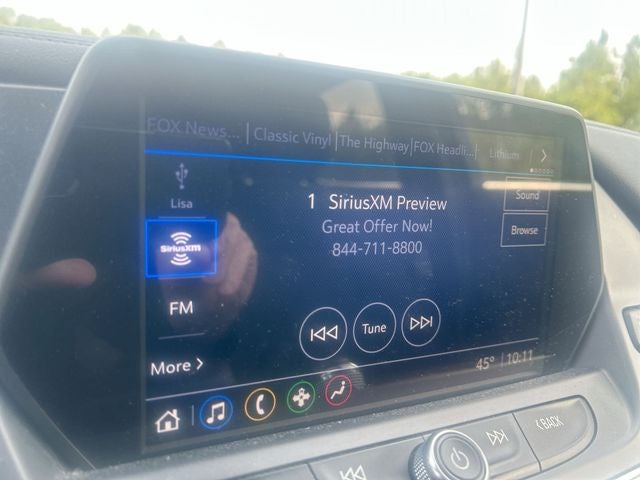 FOX News... Classic Vinyl The Highway FOX Headli... Lithium
Lisa
SiriusXM
FM
More
1 SiriusXM Preview
Great Offer Now!
844-711-8800
Sound
Browse
Tune
45° 10:11
BACK